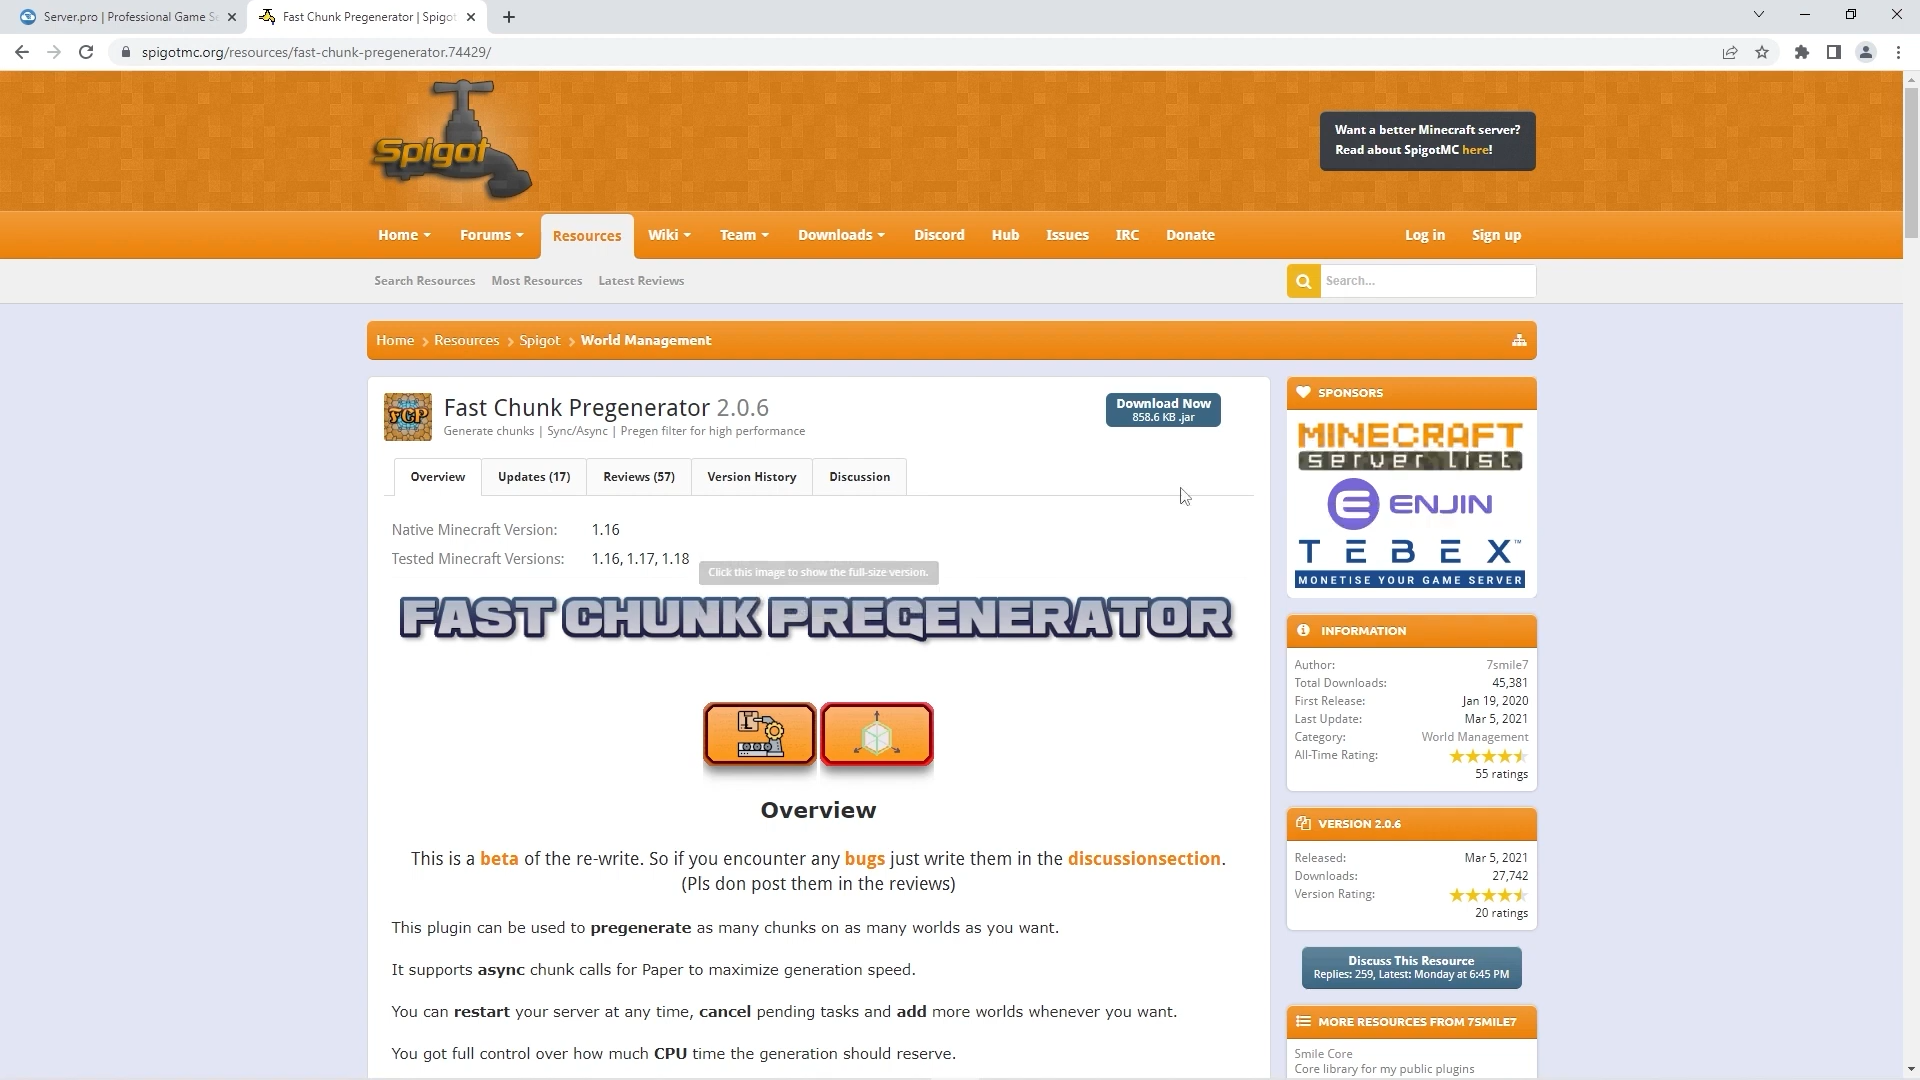 Server.pro | Professional Game Se
Fast Chunk Pregenerator | Spigot
spigotmc.org/resources/fast-chunk-pregenerator.74429/
Spigot
Want a better Minecraft server?
Read about SpigotMC here!
Home
Forums
Resources
Wiki
Team
Downloads
Discord
Hub
Issues
IRC
Donate
Log in
Sign up
Search Resources
Most Resources
Latest Reviews
Search...
Home
Resources
Spigot
World Management
FCP
Fast Chunk Pregenerator 2.0.6
Generate chunks | Sync/Async | Pregen filter for high performance
Download Now
858.6 KB .jar
Overview
Updates (17)
Reviews (57)
Version History
Discussion
Native Minecraft Version: 1.16
Tested Minecraft Versions: 1.16, 1.17, 1.18
Click this image to show the full-size version.
FAST CHUNK PREGENERATOR
Overview
This is a beta of the re-write. So if you encounter any bugs just write them in the discussionsection.
(Pls don post them in the reviews)
This plugin can be used to pregenerate as many chunks on as many worlds as you want.
It supports async chunk calls for Paper to maximize generation speed.
You can restart your server at any time, cancel pending tasks and add more worlds whenever you want.
You got full control over how much CPU time the generation should reserve.
SPONSORS
MINECRAFT
server list
ENJIN
TEBEX™
MONETISE YOUR GAME SERVER
INFORMATION
Author: 7smile7
Total Downloads: 45,381
First Release: Jan 19, 2020
Last Update: Mar 5, 2021
Category: World Management
All-Time Rating:
55 ratings
VERSION 2.0.6
Released: Mar 5, 2021
Downloads: 27,742
Version Rating:
20 ratings
Discuss This Resource
Replies: 259, Latest: Monday at 6:45 PM
MORE RESOURCES FROM 7SMILE7
Smile Core
Core library for my public plugins